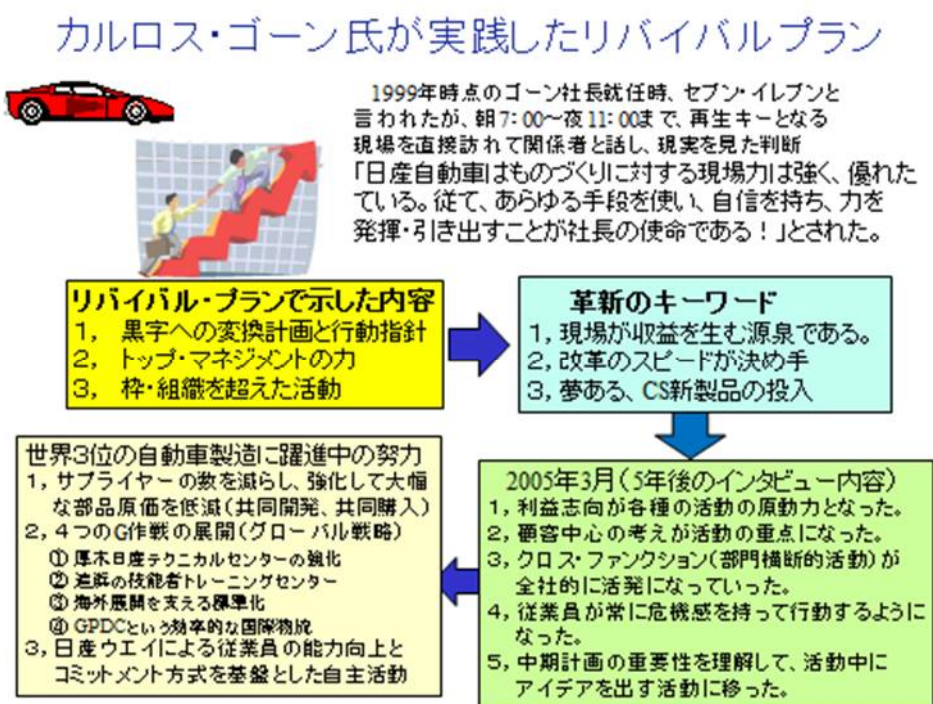 カルロス・ゴーン氏が実践したリバイバルプラン
1999年時点のゴーン社長就任時、セブン・イレブンと
言われたが、朝7:00～夜11:00まで、再生キーとなる
現場を直接訪れて関係者と話し、現実を見た判断
「日産自動車はものづくりに対する現場力は強く、優れた
ている。従て、あらゆる手段を使い、自信を持ち、力を
発揮・引き出すことが社長の使命である！」とされた。
リバイバル・プランで示した内容
1, 黒字への変換計画と行動指針
2, トップ・マネジメントの力
3, 枠・組織を超えた活動
革新のキーワード
1,現場が収益を生む源泉である。
2,改革のスピードが決め手
3,夢ある、CS新製品の投入
2005年3月(5年後のインタビュー内容)
1,利益志向が各種の活動の原動力となった。
2,顧客中心の考えが活動の重点になった。
3,クロス・ファンクション(部門横断的活動)が
全社的に活発になっていった。
4,従業員が常に危機感を持って行動するように
なった。
5,中期計画の重要性を理解して、活動中に
アイデアを出す活動に移った。
世界3位の自動車製造に躍進中の努力
1,サプライヤーの数を減らし、強化して大幅
な部品原価を低減(共同開発、共同購入)
2,4つのG作戦の展開(グローバル戦略)
①厚木日産テクニカルセンターの強化
②追浜の技能者トレーニングセンター
③海外展開を支える標準化
④GPDCという効率的な国際物流
3,日産ウエイによる従業員の能力向上と
コミットメント方式を基盤とした自主活動